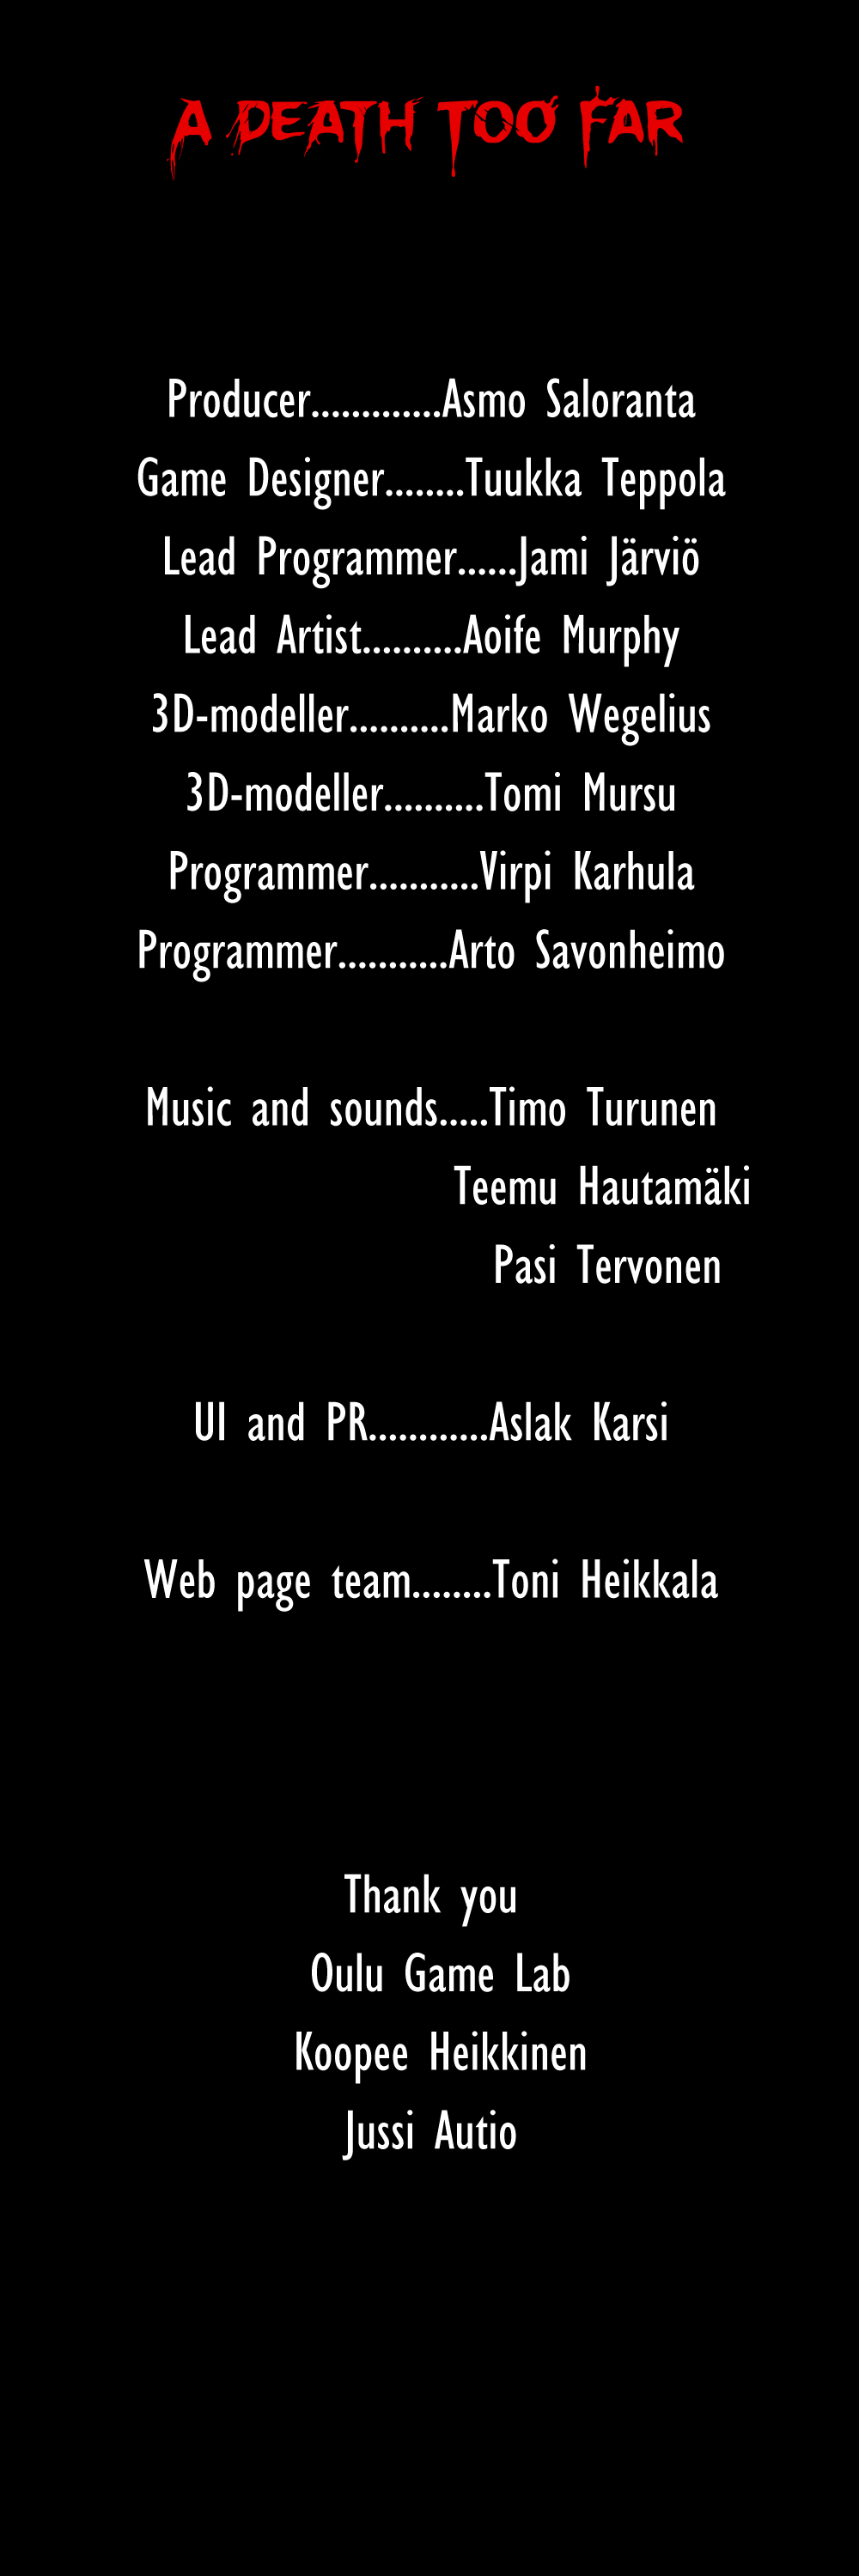 A DEATH TOO FAR
Producer.............Asmo Saloranta
Game Designer........Tuukka Teppola
Lead Programmer......Jami Järviö
Lead Artist..........Aoife Murphy
3D-modeller..........Marko Wegelius
3D-modeller..........Tomi Mursu
Programmer...........Virpi Karhula
Programmer...........Arto Savonheimo
Music and sounds.....Timo Turunen
Teemu Hautamäki
Pasi Tervonen
UI and PR............Aslak Karsi
Web page team........Toni Heikkala
Thank you
Oulu Game Lab
Koopee Heikkinen
Jussi Autio